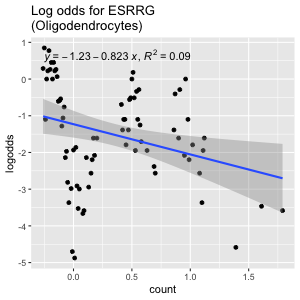 Log odds for ESRRG
(Oligodendrocytes)
y = −1.23 − 0.823 x, R² = 0.09
logodds
1
0
-1
-2
-3
-4
-5
0.0 0.5 1.0 1.5
count